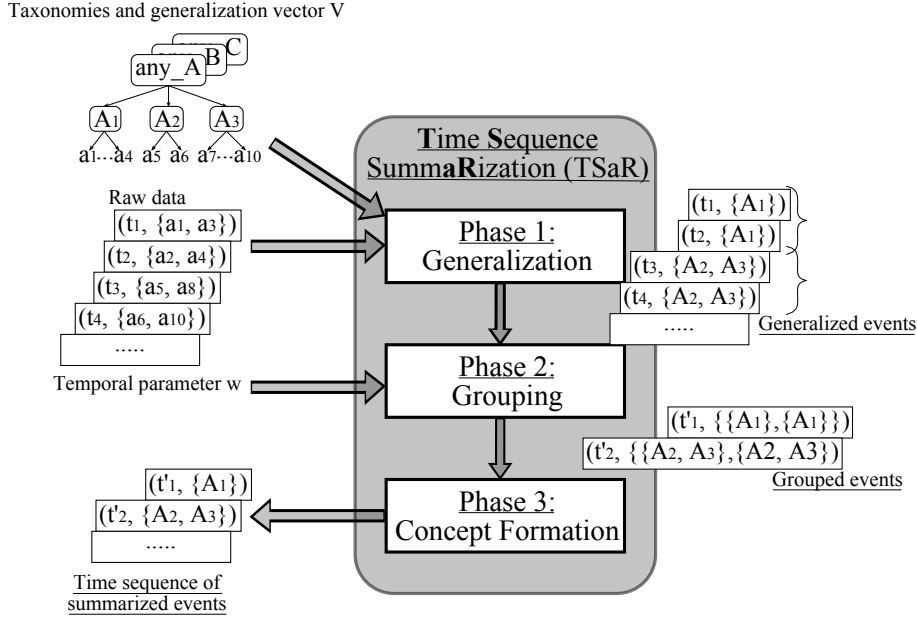 Taxonomies and generalization vector V
any_C
any_B
any_A
A1 A2 A3
a1...a4 a5 a6 a7...a10
Time Sequence
SummaRization (TSaR)
Raw data
(t1, {a1, a3})
(t2, {a2, a4})
(t3, {a5, a8})
(t4, {a6, a10})
.....
Phase 1:
Generalization
(t1, {A1})
(t2, {A1})
(t3, {A2, A3})
(t4, {A2, A3})
.....
Generalized events
Temporal parameter w
Phase 2:
Grouping
(t'1, {{A1},{A1}})
(t'2, {{A2, A3},{A2, A3})
Grouped events
Phase 3:
Concept Formation
(t'1, {A1})
(t'2, {A2, A3})
.....
Time sequence of
summarized events